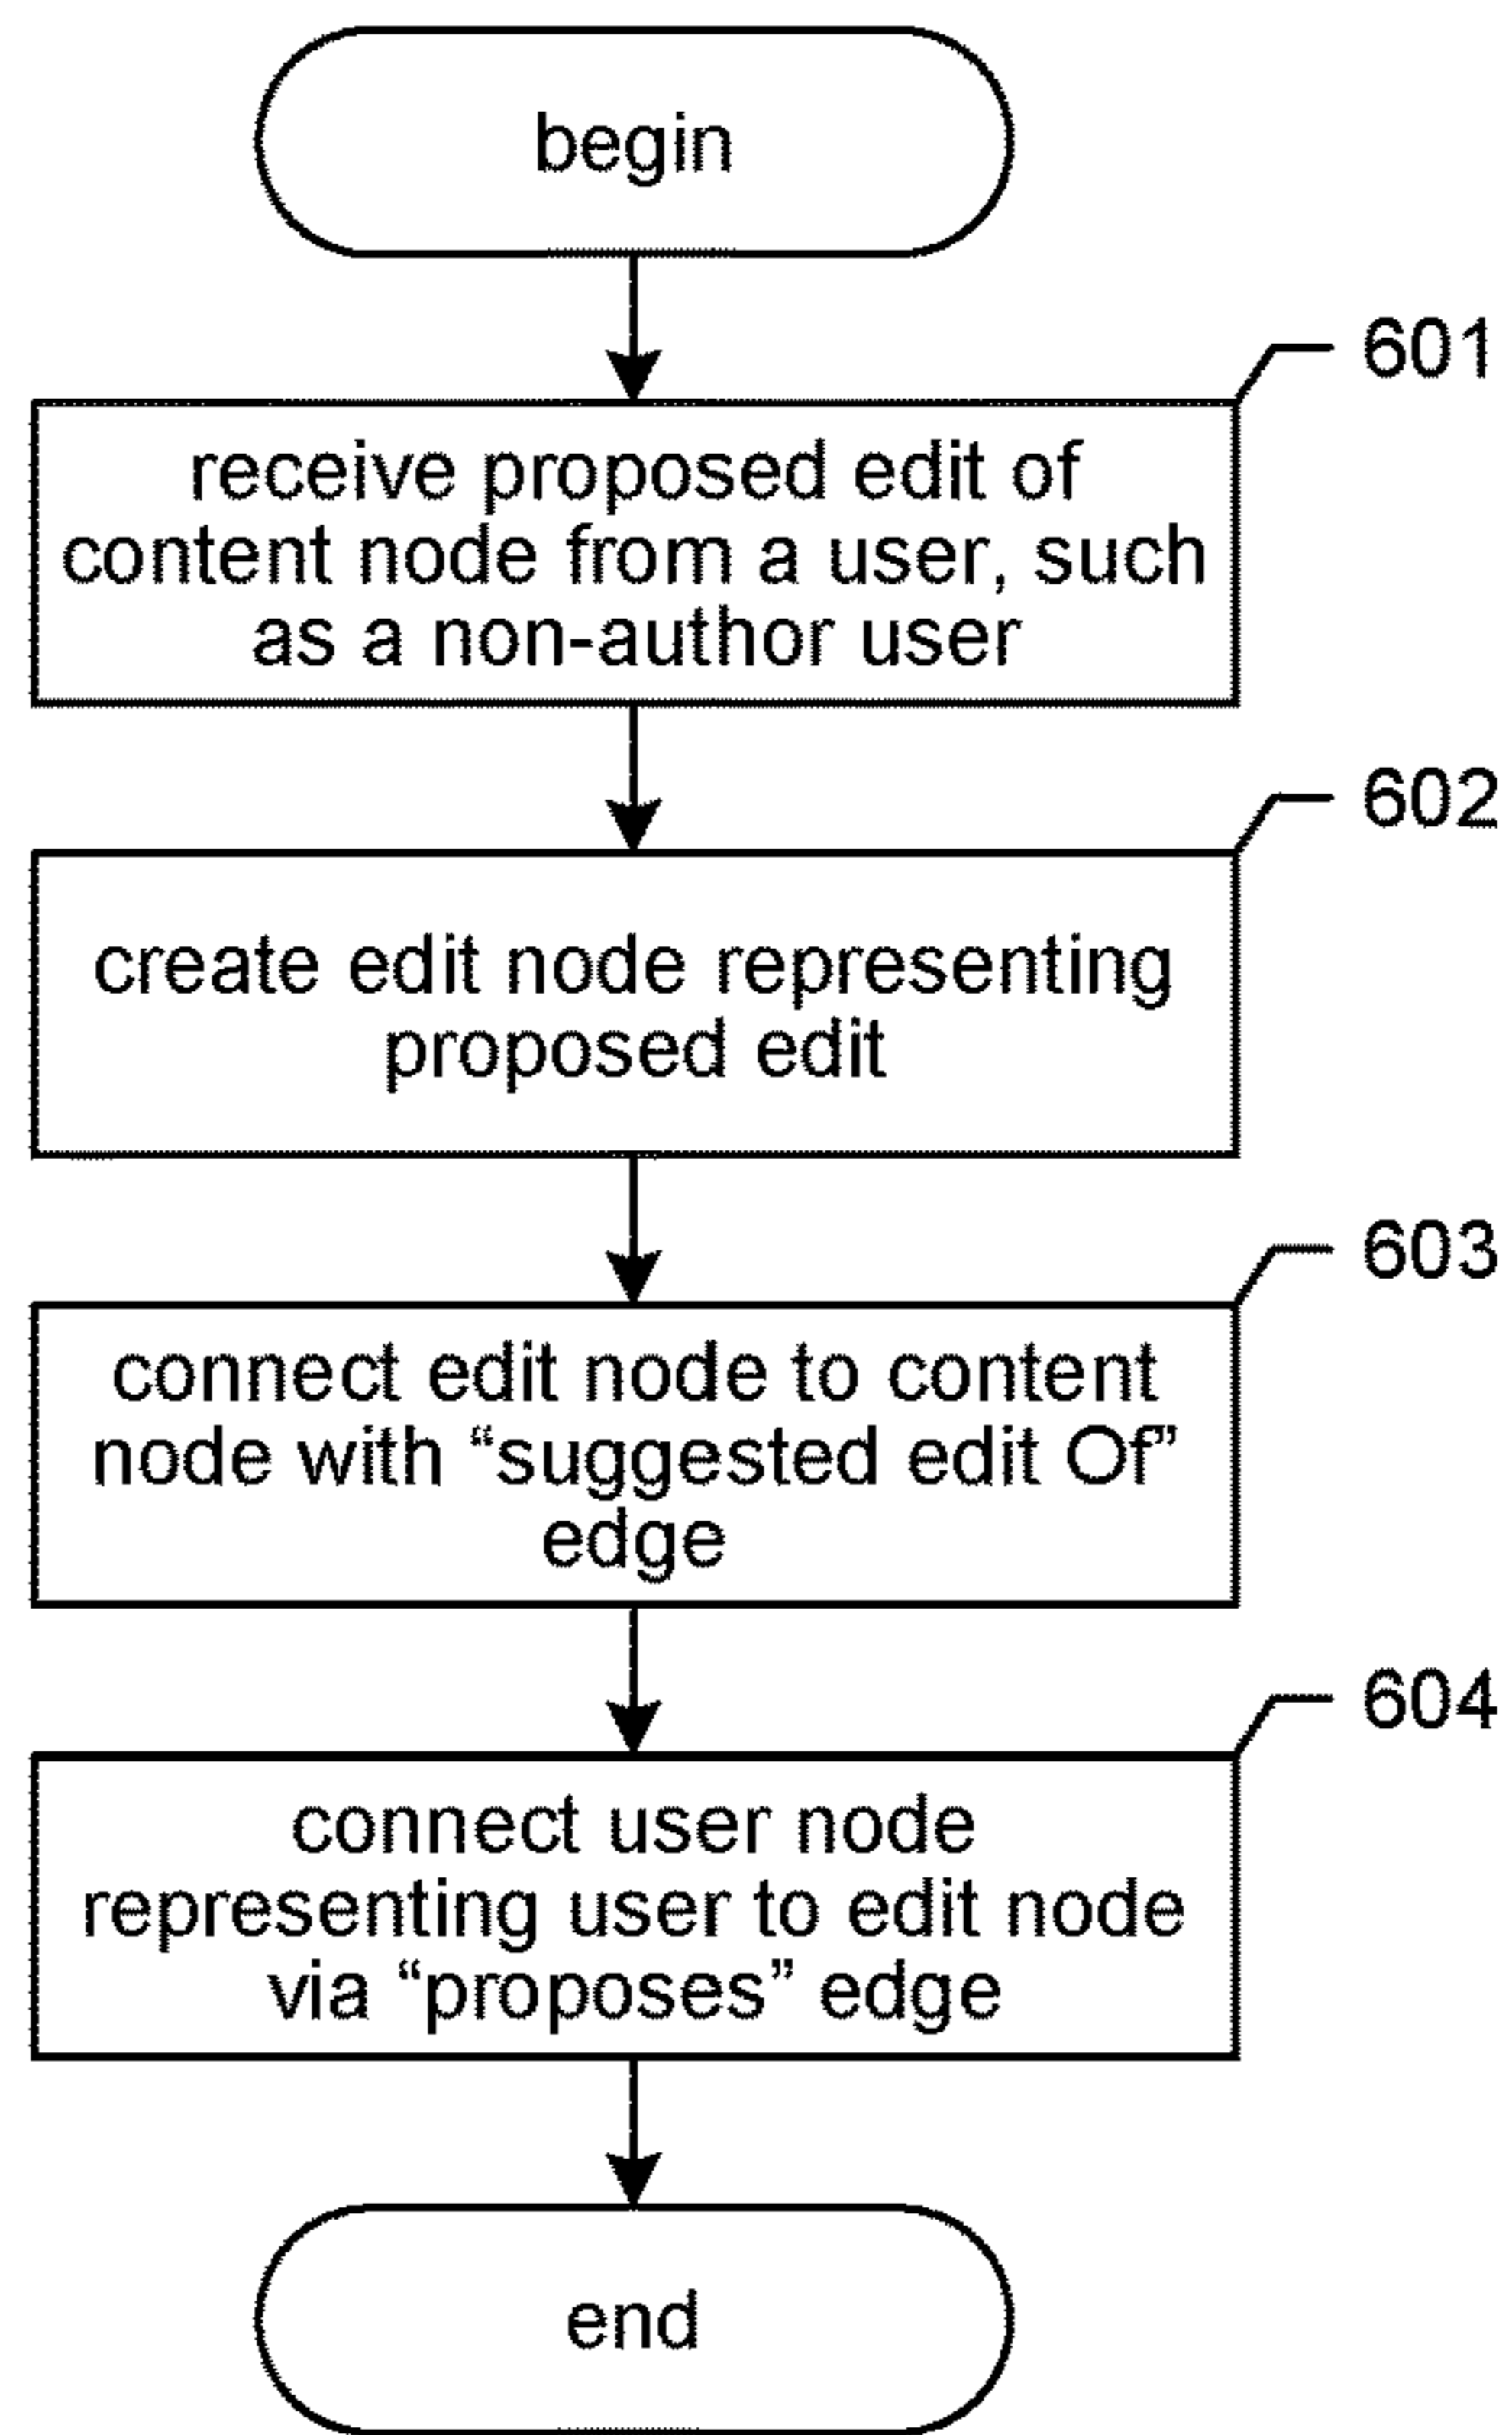 begin
601
receive proposed edit of
content node from a user, such
as a non-author user
602
create edit node representing
proposed edit
603
connect edit node to content
node with “suggested edit Of”
edge
604
connect user node
representing user to edit node
via “proposes” edge
end